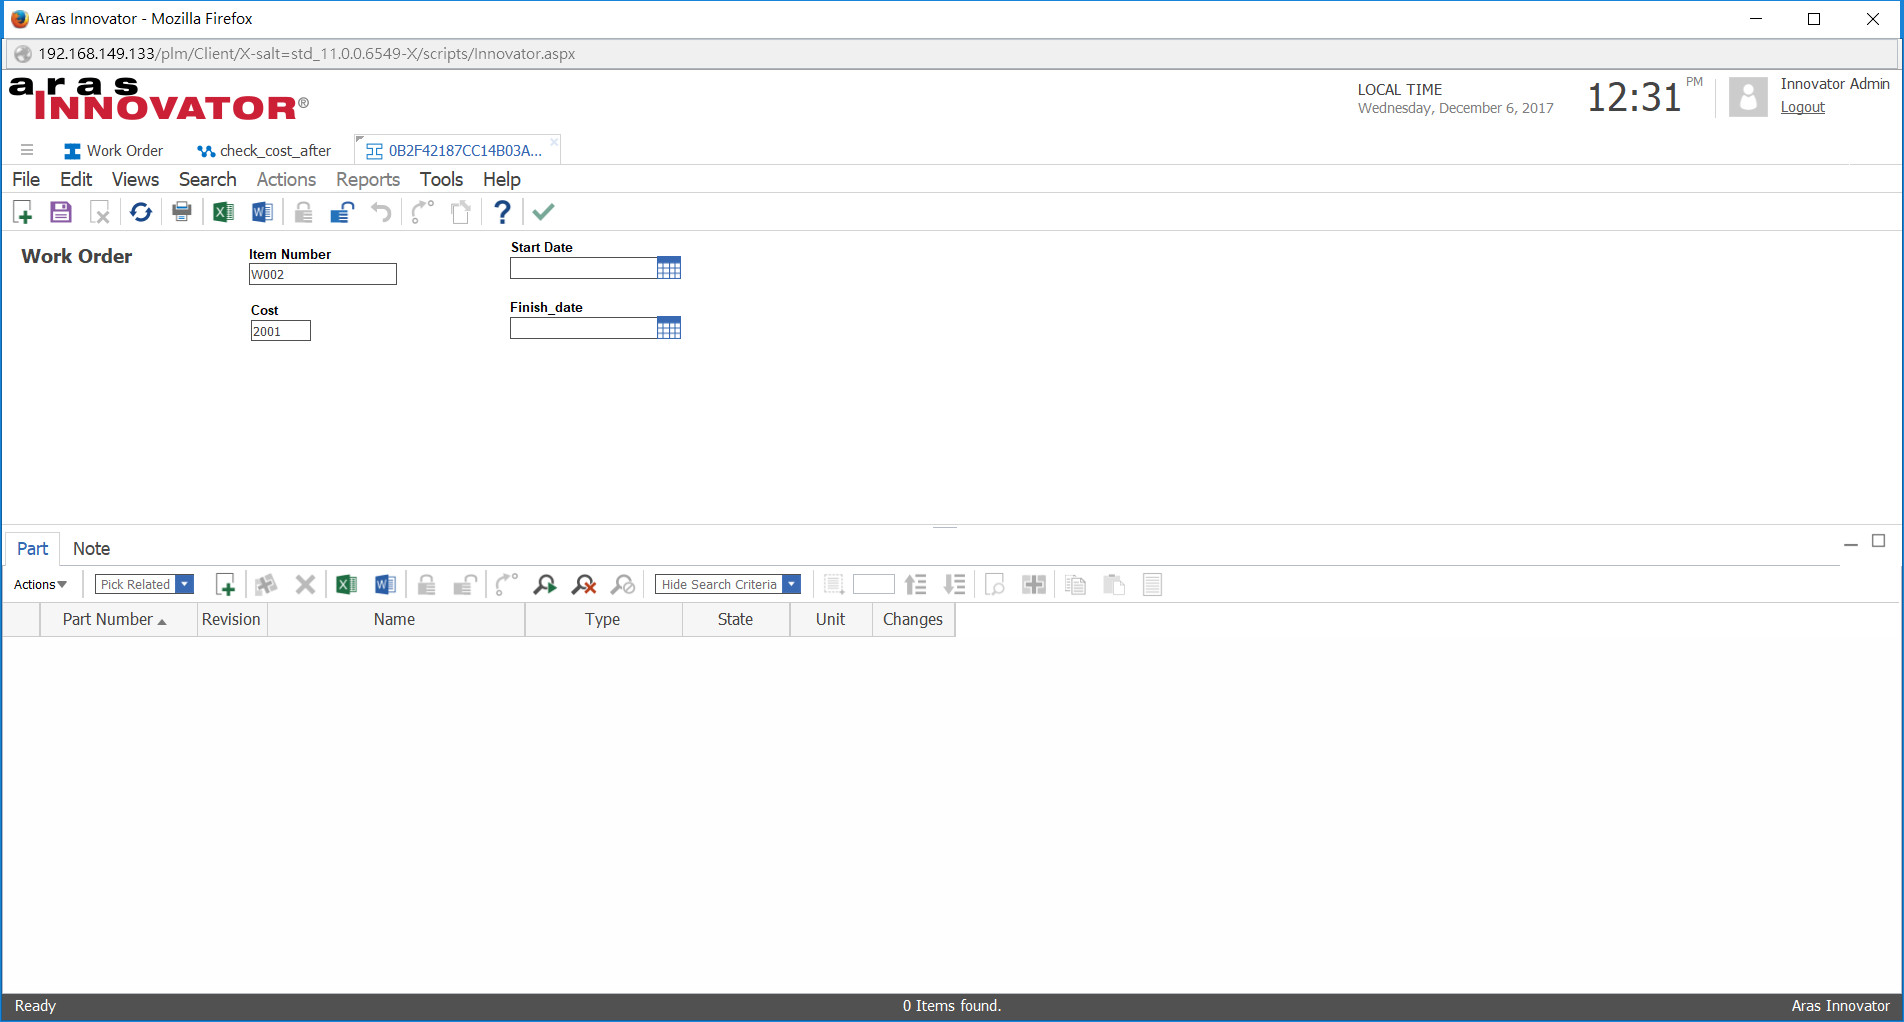 Aras Innovator - Mozilla Firefox
192.168.149.133/plm/Client/X-salt=std_11.0.0.6549-X/scripts/Innovator.aspx
aras
INNOVATOR®
LOCAL TIME
Wednesday, December 6, 2017
12:31 PM
Innovator Admin
Logout
Work Order check_cost_after 0B2F42187CC14B03A...
File Edit Views Search Actions Reports Tools Help
Work Order
Item Number
W002
Start Date
Cost
2001
Finish_date
Part Note
Actions Pick Related Hide Search Criteria
Part Number Revision Name Type State Unit Changes
Ready 0 Items found. Aras Innovator